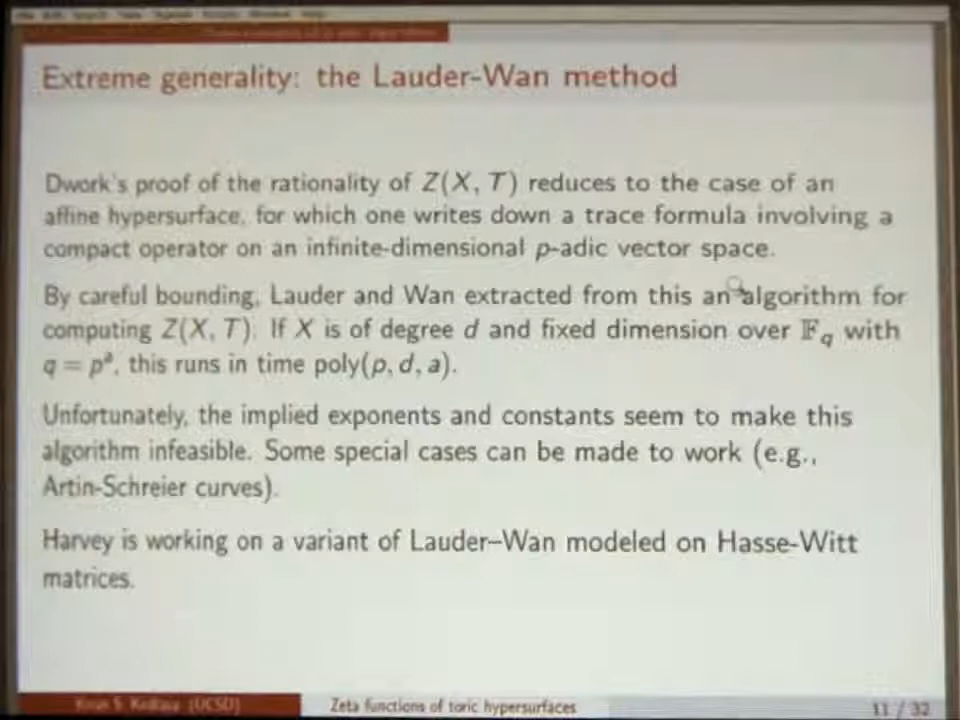 Extreme generality: the Lauder-Wan method
Dwork's proof of the rationality of Z(X, T) reduces to the case of an
affine hypersurface, for which one writes down a trace formula involving a
compact operator on an infinite-dimensional p-adic vector space.
By careful bounding, Lauder and Wan extracted from this an algorithm for
computing Z(X, T). If X is of degree d and fixed dimension over 𝔽q with
q = pᵃ, this runs in time poly(p, d, a).
Unfortunately, the implied exponents and constants seem to make this
algorithm infeasible. Some special cases can be made to work (e.g.,
Artin-Schreier curves).
Harvey is working on a variant of Lauder–Wan modeled on Hasse-Witt
matrices.
Kiran S. Kedlaya (UCSD)
Zeta functions of toric hypersurfaces
11 / 32